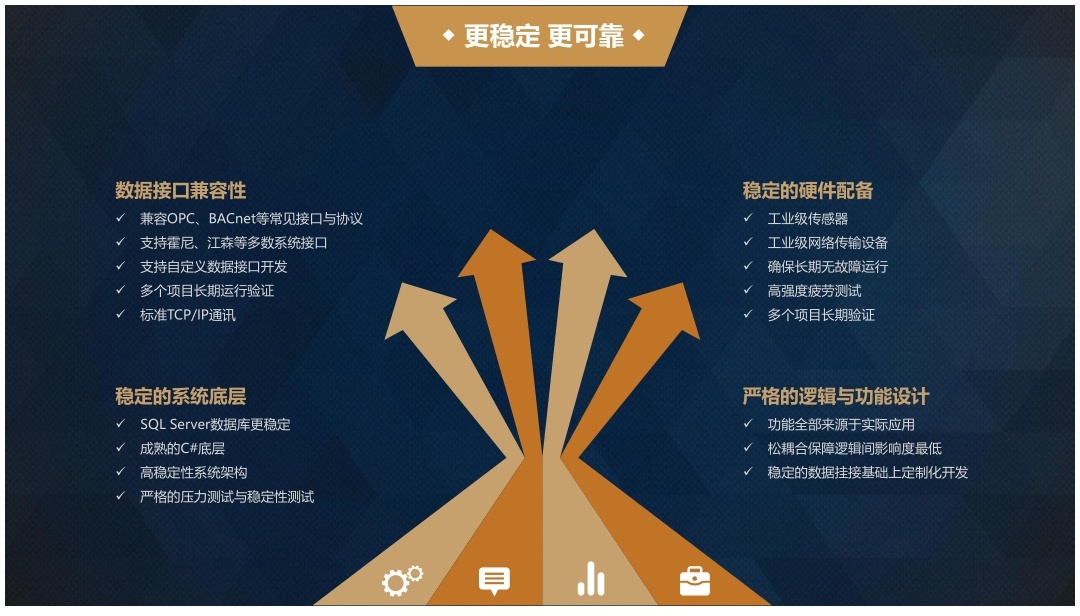 更稳定 更可靠
数据接口兼容性
兼容OPC、BACnet等常见接口与协议
支持霍尼、江森等多数系统接口
支持自定义数据接口开发
多个项目长期运行验证
标准TCP/IP通讯
稳定的系统底层
SQL Server数据库更稳定
成熟的C#底层
高稳定性系统架构
严格的压力测试与稳定性测试
稳定的硬件配备
工业级传感器
工业级网络传输设备
确保长期无故障运行
高强度疲劳测试
多个项目长期验证
严格的逻辑与功能设计
功能全部来源于实际应用
松耦合保障逻辑间影响度最低
稳定的数据挂接基础上定制化开发